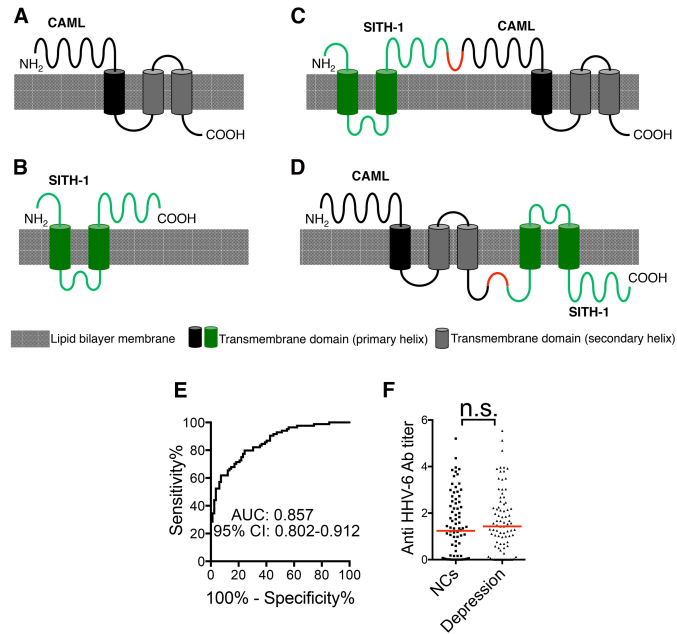 A
CAML
NH2
COOH
B
SITH-1
NH2
COOH
C
SITH-1
CAML
NH2
COOH
D
CAML
NH2
COOH
SITH-1
Lipid bilayer membrane
Transmembrane domain (primary helix)
Transmembrane domain (secondary helix)
E
Sensitivity%
100
80
60
40
20
0
AUC: 0.857
95% CI: 0.802-0.912
0 20 40 60 80 100
100% - Specificity%
F
n.s.
Anti HHV-6 Ab titer
6
4
2
0
NCs
Depression